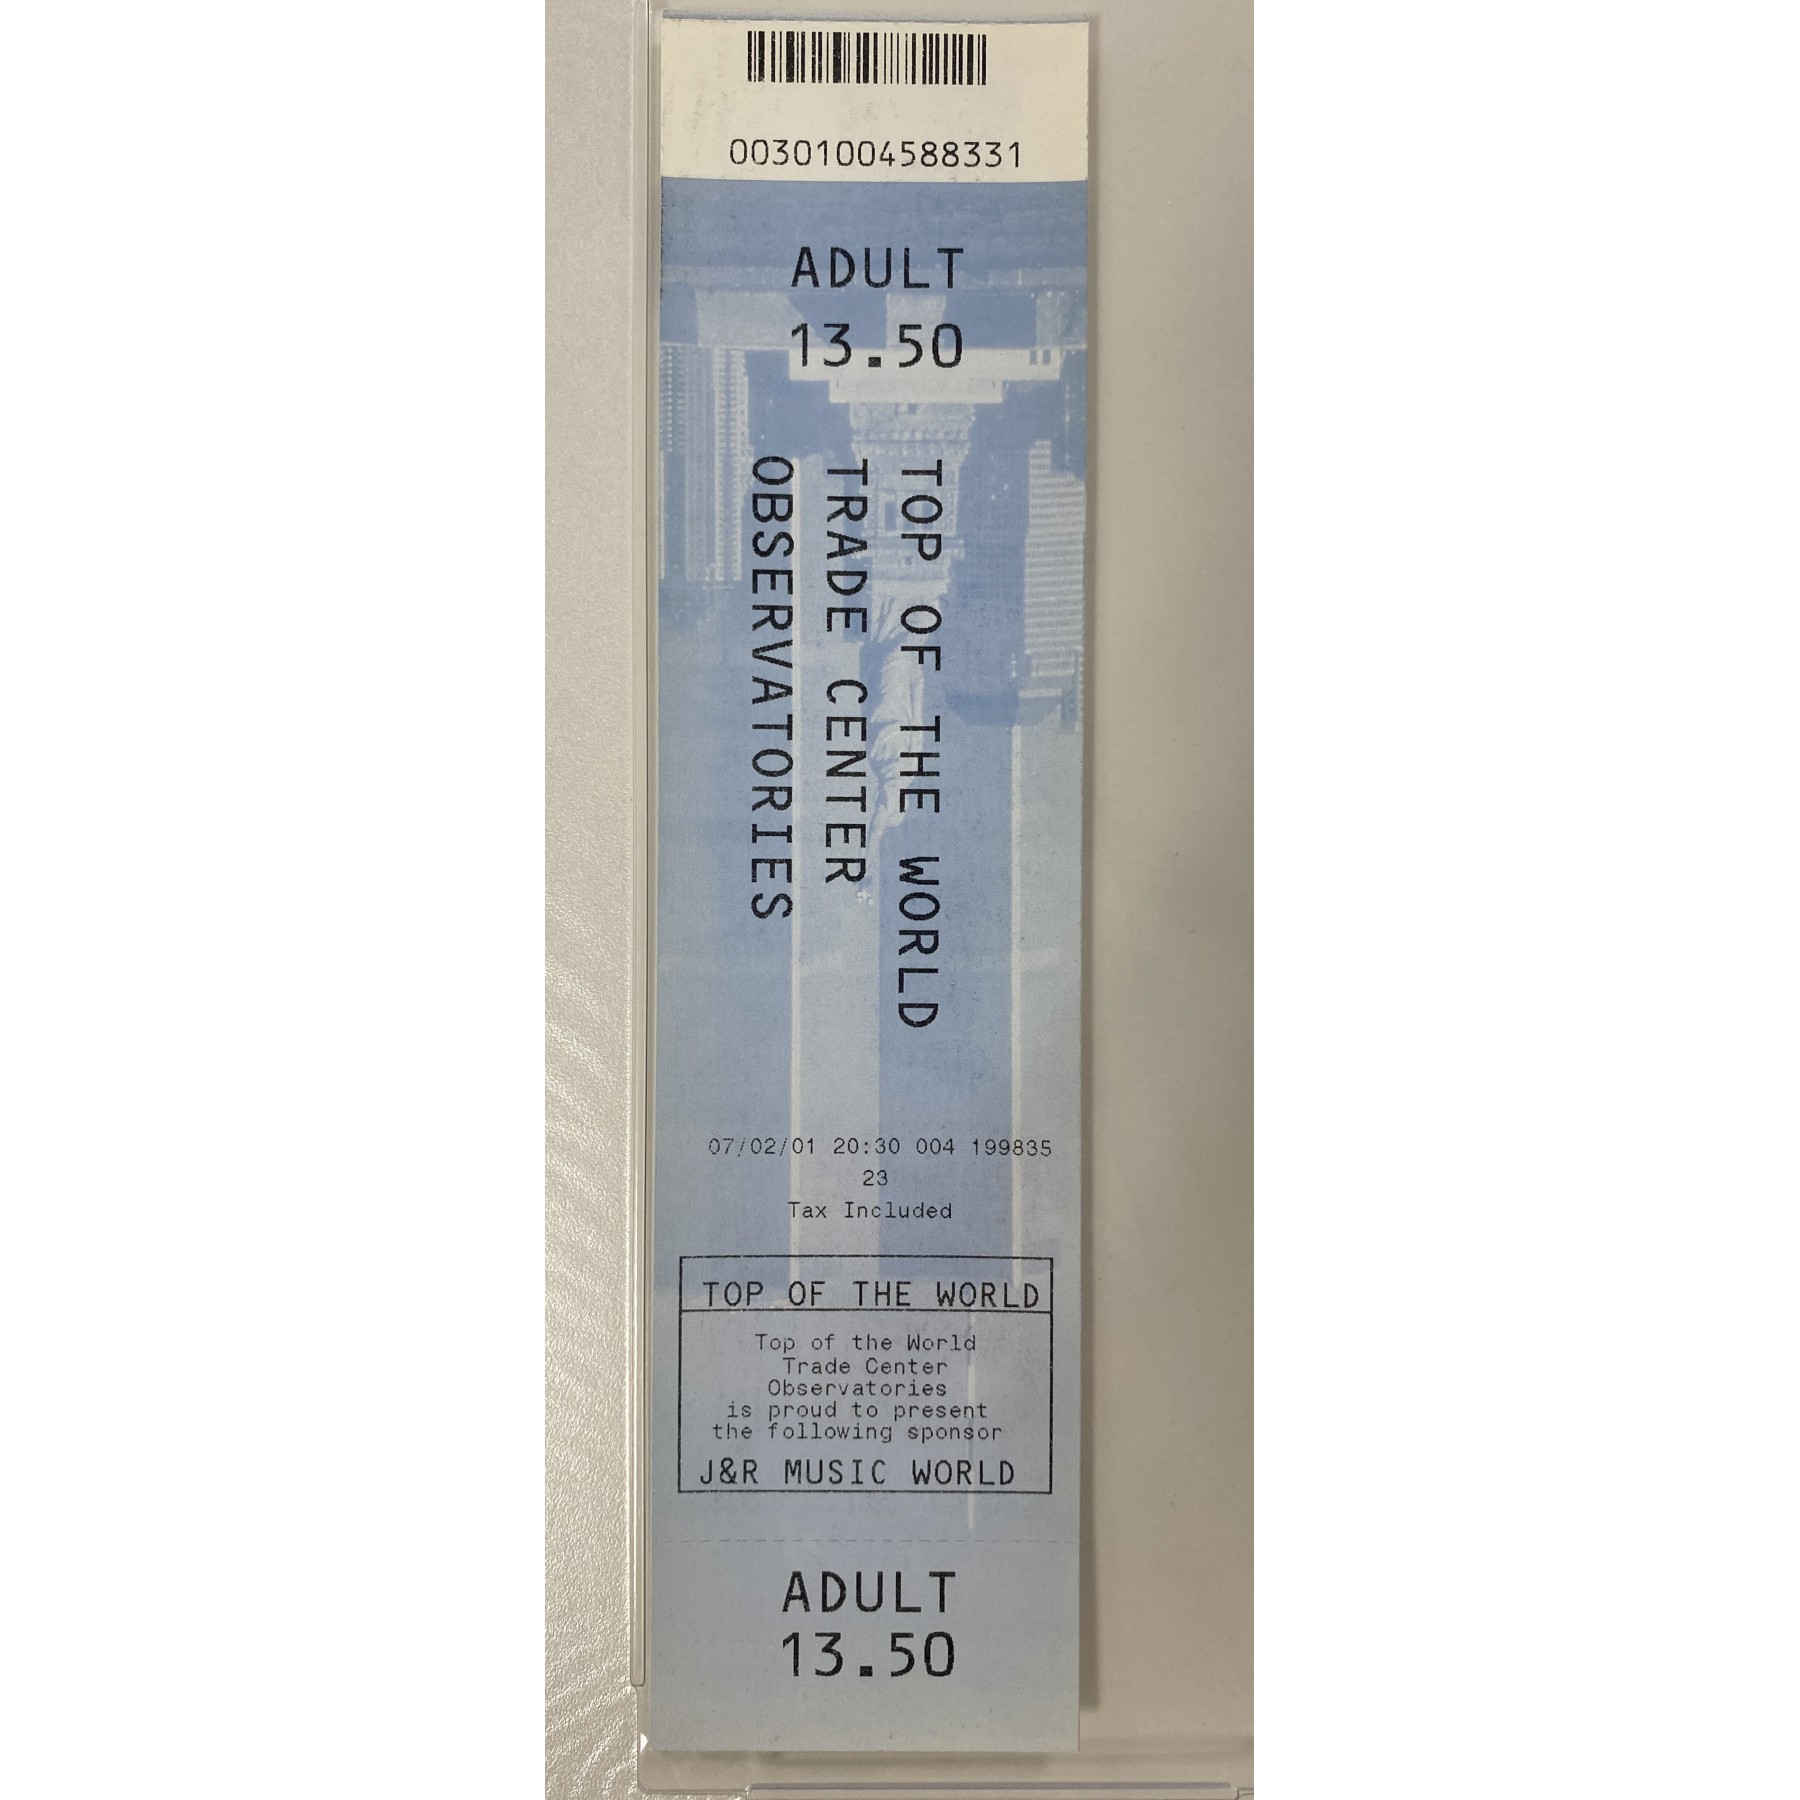 00301004588331
ADULT
13.50
TOP OF THE WORLD
TRADE CENTER
OBSERVATORIES
07/02/01 20:30 004 199835
23
Tax Included
TOP OF THE WORLD
Top of the World
Trade Center
Observatories
is proud to present
the following sponsor
J&R MUSIC WORLD
ADULT
13.50